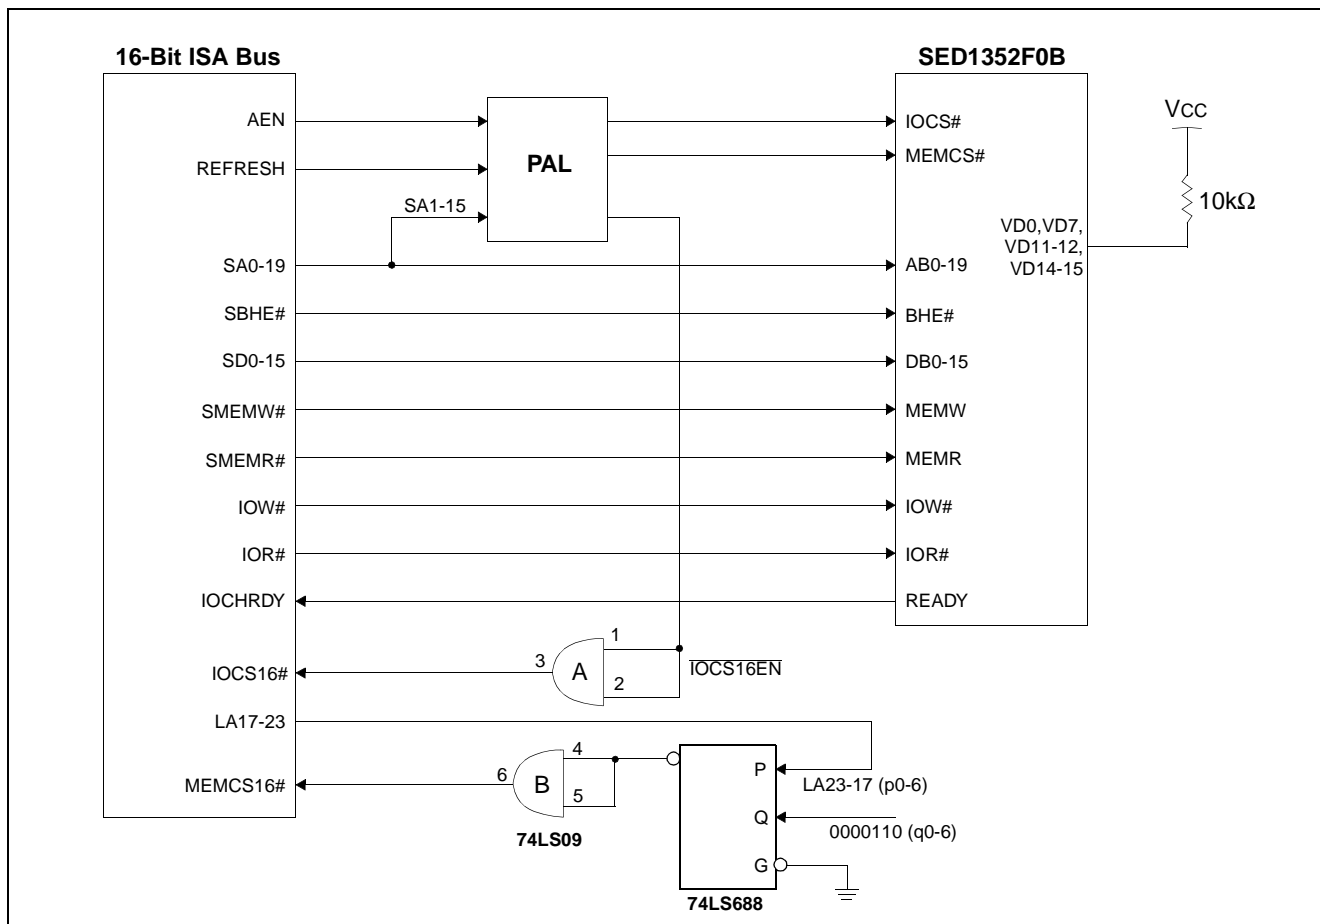 16-Bit ISA Bus
SED1352F0B
AEN
REFRESH
SA1-15
PAL
IOCS#
MEMCS#
VCC
10kΩ
VD0,VD7,
VD11-12,
VD14-15
SA0-19
AB0-19
SBHE#
BHE#
SD0-15
DB0-15
SMEMW#
MEMW
SMEMR#
MEMR
IOW#
IOW#
IOR#
IOR#
IOCHRDY
READY
IOCS16#
3
A
1
2
IOCS16EN
LA17-23
MEMCS16#
6
B
4
5
74LS09
P
LA23-17 (p0-6)
Q
0000110 (q0-6)
G
74LS688